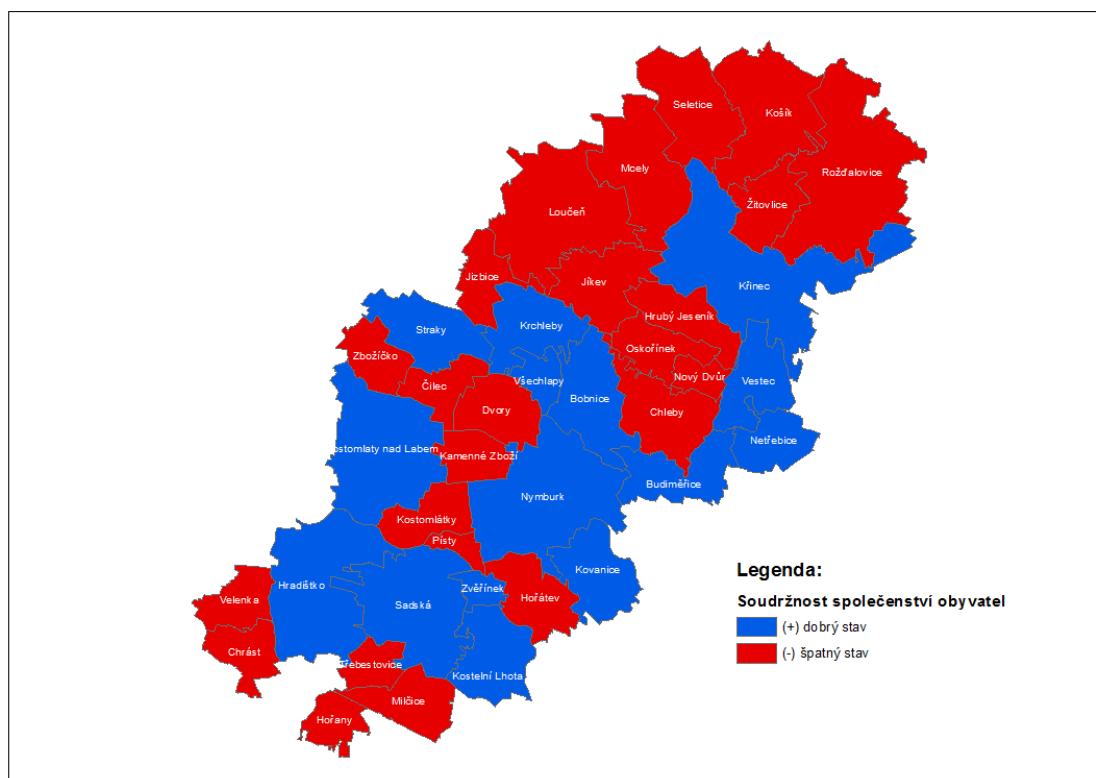 Seletice
Košík
Moely
Rožďalovice
Žitovlice
Loučeň
Jizbice
Jíkev
Křinec
Hrubý Jeseník
Straky
Krchleby
Oskořínek
Zbožíčko
Nový Dvůr
Všechlapy
Vestec
Čilec
Bobnice
Dvory
Chleby
Netřebice
ostomlaty nad Labem
Kamenné Zboží
Budiměřice
Nymburk
Kostomlátky
Písty
Kovanice
Hradištko
Zvěřínek
Hořátev
Velenka
Sadská
Chrást
Třebestovice
Kostelní Lhota
Milčice
Hořany
Legenda:
Soudržnost společenství obyvatel
(+) dobrý stav
(-) špatný stav